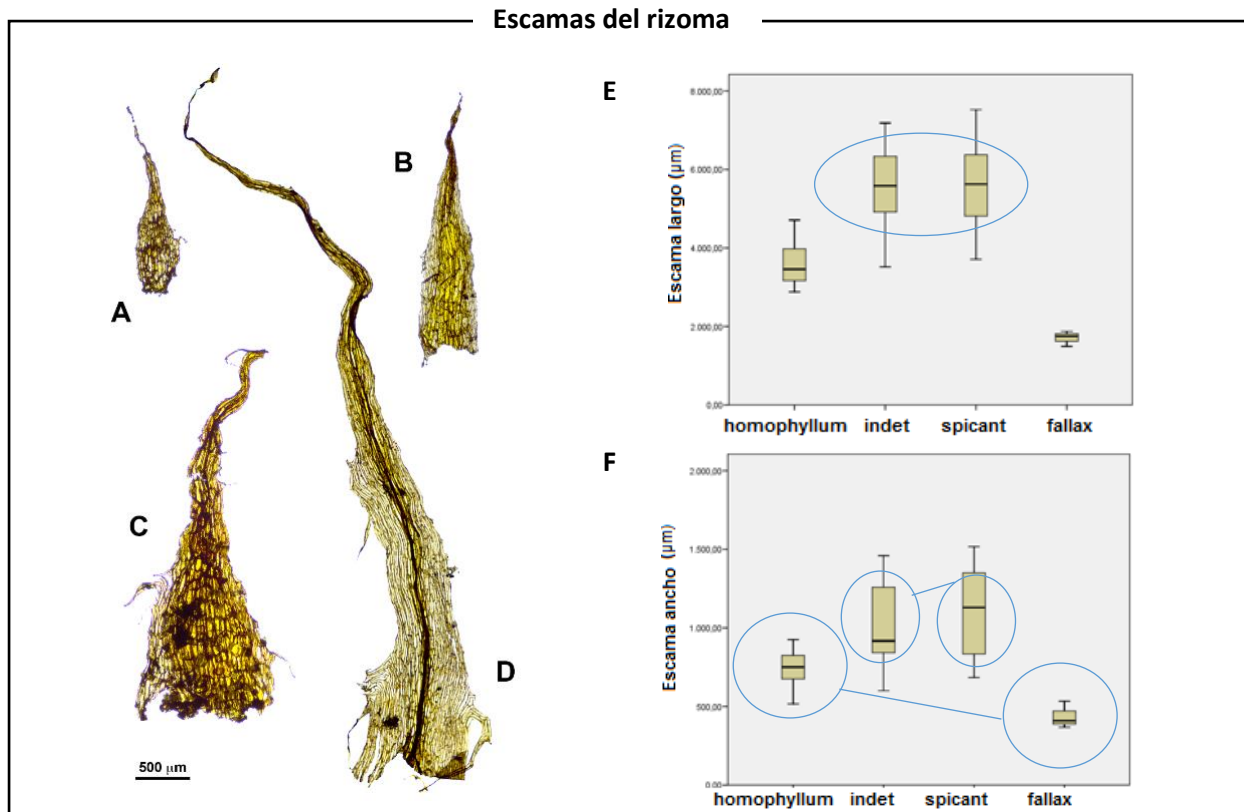 Escamas del rizoma
A
B
C
D
500 µm
E
Escama largo (µm)
8.000,00
6.000,00
4.000,00
2.000,00
0,00
homophyllum indet spicant fallax
F
Escama ancho (µm)
2.000,00
1.500,00
1.000,00
500,00
0,00
homophyllum indet spicant fallax